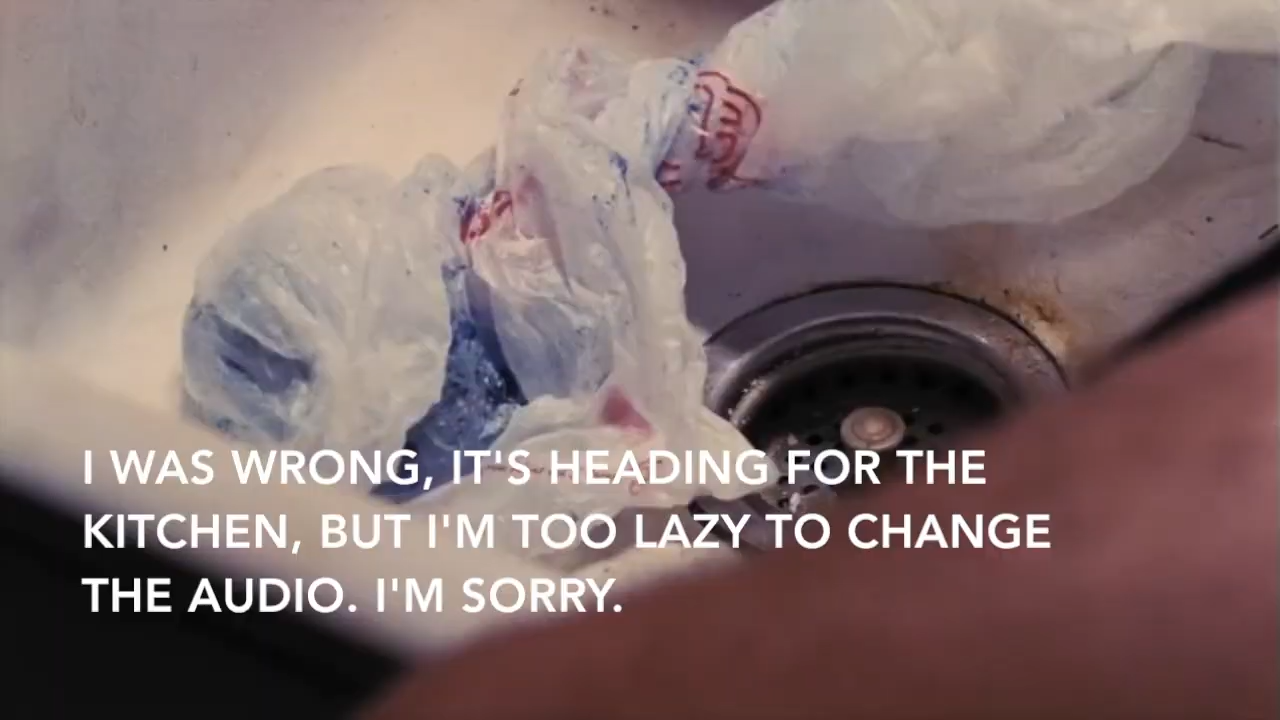 I WAS WRONG, IT'S HEADING FOR THE
KITCHEN, BUT I'M TOO LAZY TO CHANGE
THE AUDIO. I'M SORRY.